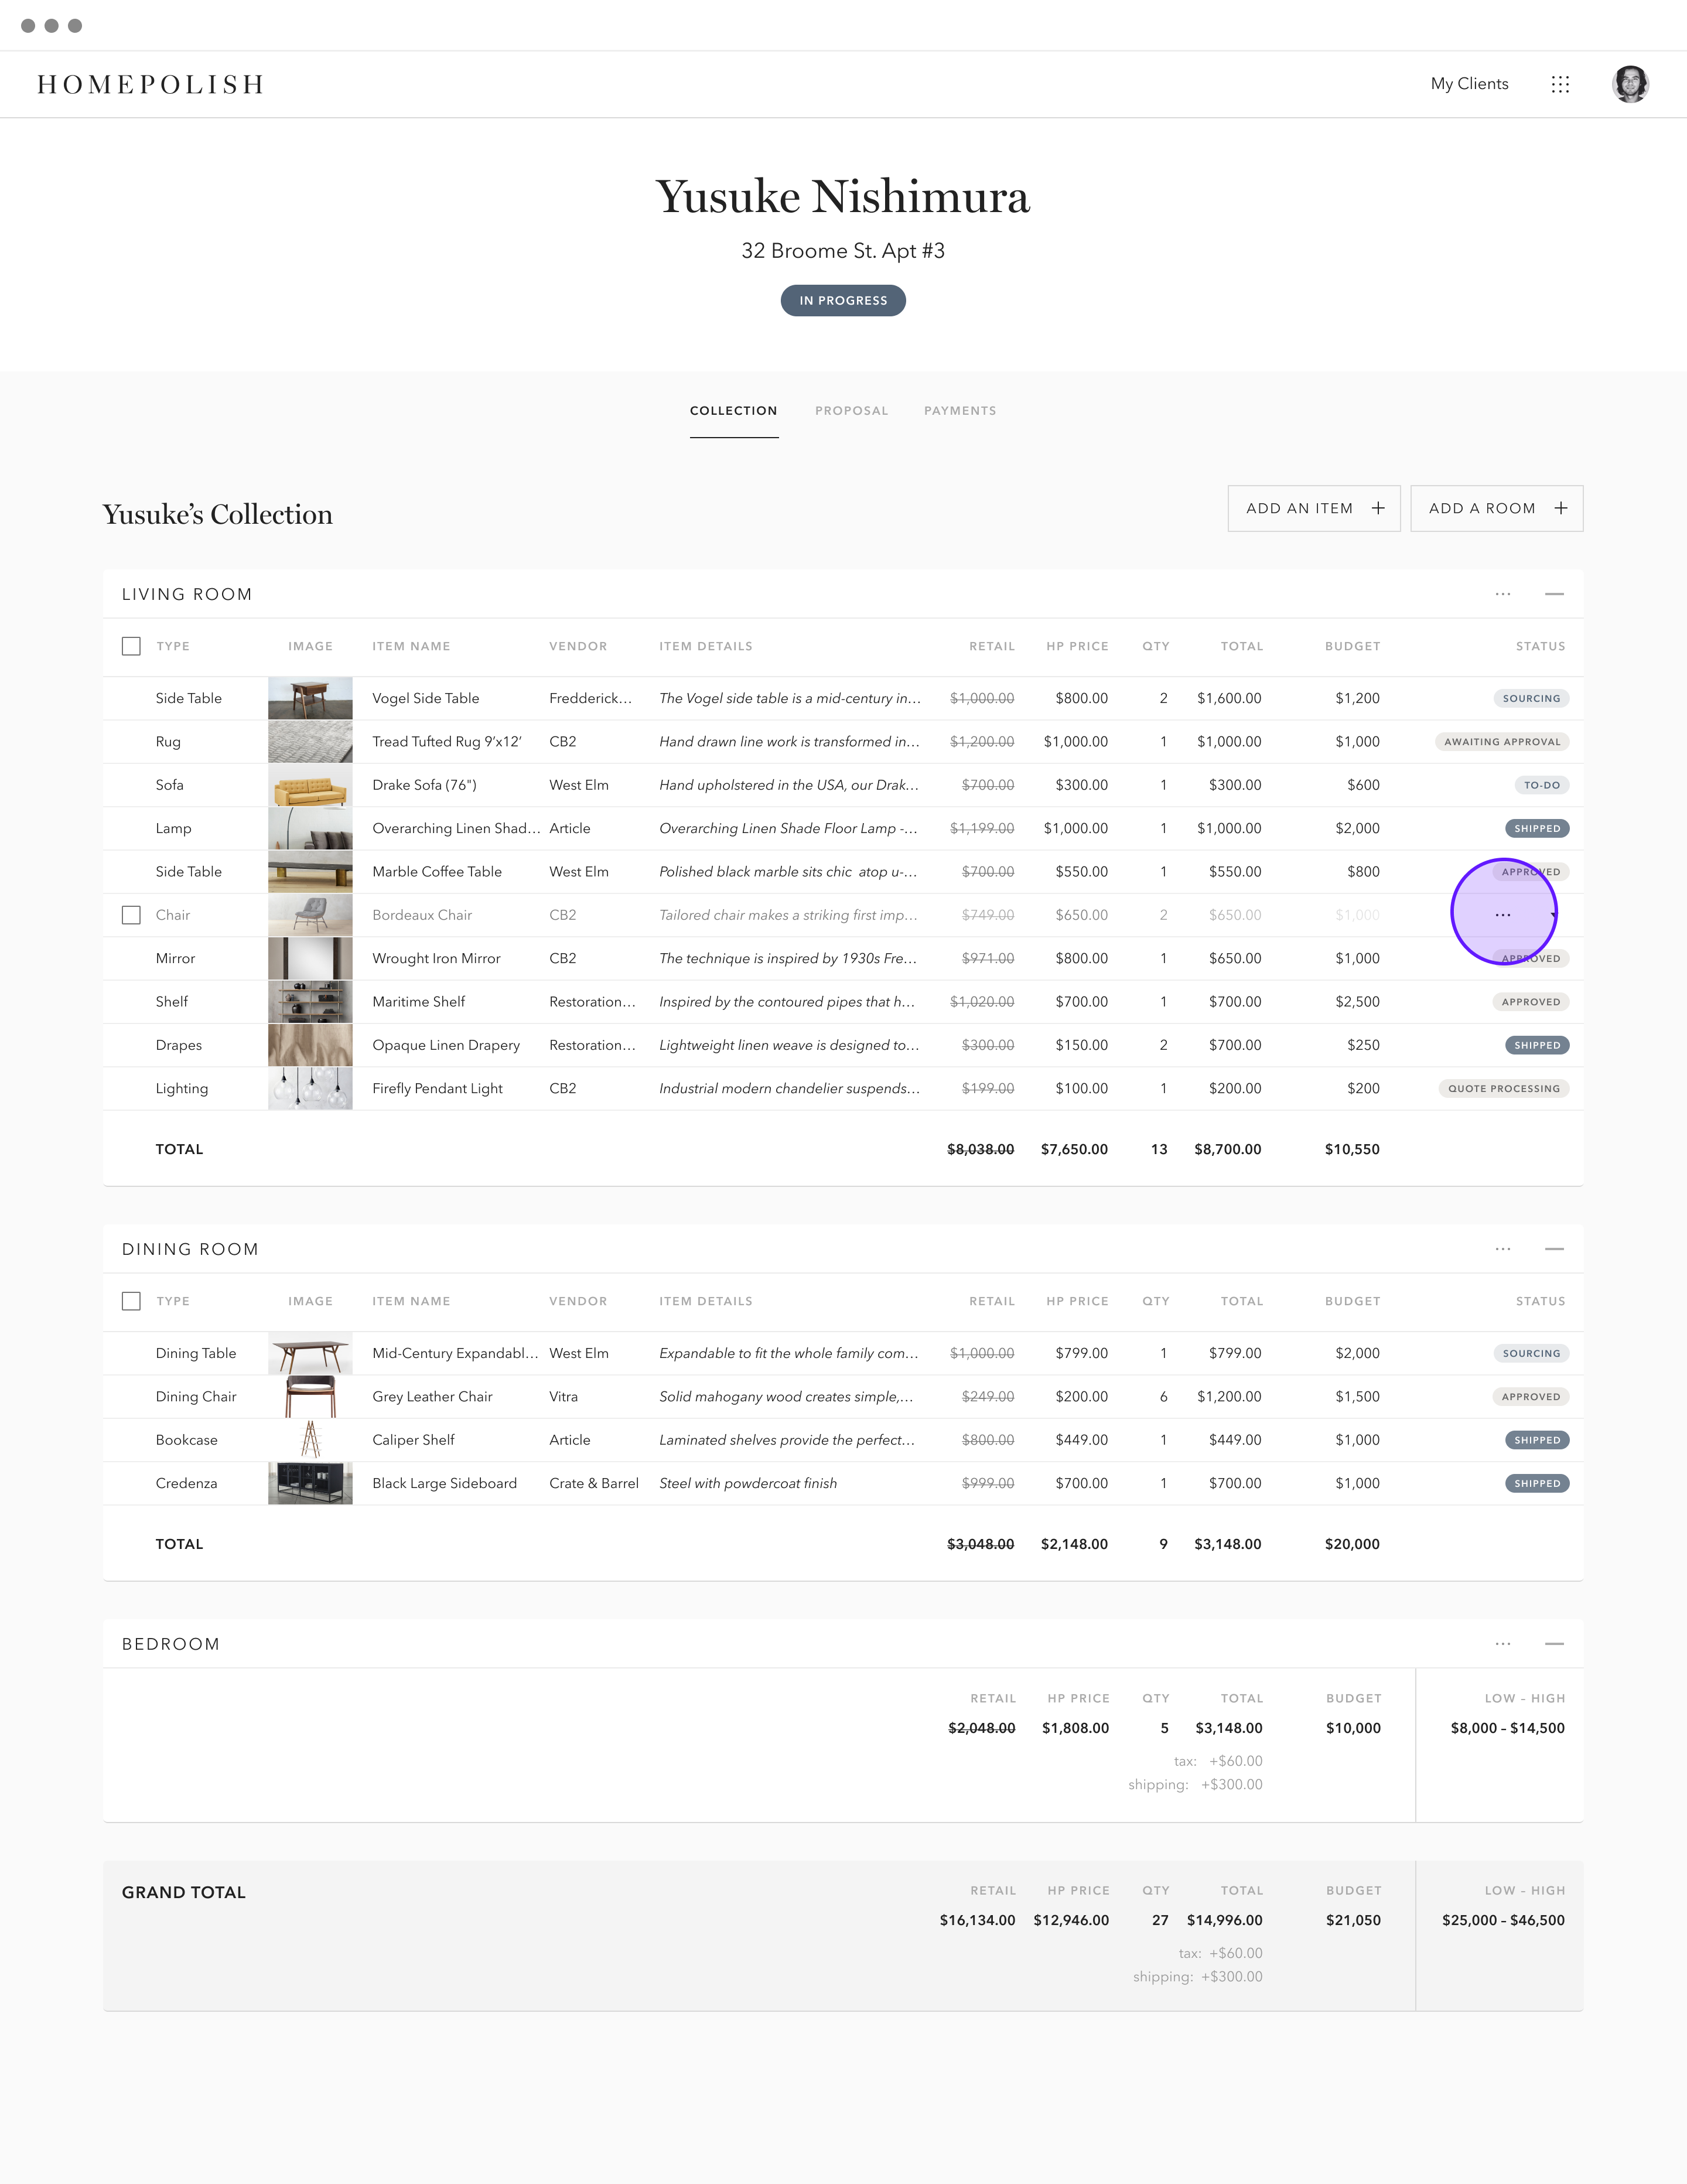 HOMEPOLISH
My Clients
Yusuke Nishimura
32 Broome St. Apt #3
IN PROGRESS
COLLECTION PROPOSAL PAYMENTS
Yusuke’s Collection
ADD AN ITEM +
ADD A ROOM +
LIVING ROOM
TYPE IMAGE ITEM NAME VENDOR ITEM DETAILS RETAIL HP PRICE QTY TOTAL BUDGET STATUS
Side Table Vogel Side Table Fredderick… The Vogel side table is a mid-century in… $1,000.00 $800.00 2 $1,600.00 $1,200 SOURCING
Rug Tread Tufted Rug 9’x12’ CB2 Hand drawn line work is transformed in… $1,200.00 $1,000.00 1 $1,000.00 $1,000 AWAITING APPROVAL
Sofa Drake Sofa (76") West Elm Hand upholstered in the USA, our Drak… $700.00 $300.00 1 $300.00 $600 TO-DO
Lamp Overarching Linen Shad… Article Overarching Linen Shade Floor Lamp -… $1,199.00 $1,000.00 1 $1,000.00 $2,000 SHIPPED
Side Table Marble Coffee Table West Elm Polished black marble sits chic atop u-… $700.00 $550.00 1 $550.00 $800 APPROVED
Chair Bordeaux Chair CB2 Tailored chair makes a striking first imp… $749.00 $650.00 2 $650.00 $1,000
Mirror Wrought Iron Mirror CB2 The technique is inspired by 1930s Fre… $971.00 $800.00 1 $650.00 $1,000 APPROVED
Shelf Maritime Shelf Restoration… Inspired by the contoured pipes that h… $1,020.00 $700.00 1 $700.00 $2,500 APPROVED
Drapes Opaque Linen Drapery Restoration… Lightweight linen weave is designed to… $300.00 $150.00 2 $700.00 $250 SHIPPED
Lighting Firefly Pendant Light CB2 Industrial modern chandelier suspends… $199.00 $100.00 1 $200.00 $200 QUOTE PROCESSING
TOTAL $8,038.00 $7,650.00 13 $8,700.00 $10,550
DINING ROOM
TYPE IMAGE ITEM NAME VENDOR ITEM DETAILS RETAIL HP PRICE QTY TOTAL BUDGET STATUS
Dining Table Mid-Century Expandabl… West Elm Expandable to fit the whole family com… $1,000.00 $799.00 1 $799.00 $2,000 SOURCING
Dining Chair Grey Leather Chair Vitra Solid mahogany wood creates simple,… $249.00 $200.00 6 $1,200.00 $1,500 APPROVED
Bookcase Caliper Shelf Article Laminated shelves provide the perfect… $800.00 $449.00 1 $449.00 $1,000 SHIPPED
Credenza Black Large Sideboard Crate & Barrel Steel with powdercoat finish $999.00 $700.00 1 $700.00 $1,000 SHIPPED
TOTAL $3,048.00 $2,148.00 9 $3,148.00 $20,000
BEDROOM
RETAIL HP PRICE QTY TOTAL BUDGET LOW – HIGH
$2,048.00 $1,808.00 5 $3,148.00 $10,000 $8,000 – $14,500
tax: +$60.00
shipping: +$300.00
GRAND TOTAL
RETAIL HP PRICE QTY TOTAL BUDGET LOW – HIGH
$16,134.00 $12,946.00 27 $14,996.00 $21,050 $25,000 – $46,500
tax: +$60.00
shipping: +$300.00